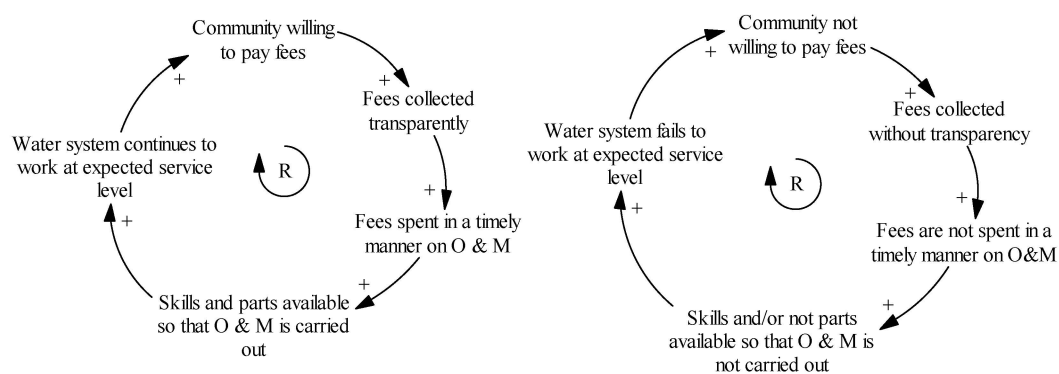 Community willing
to pay fees
+
Fees collected
transparently
+
Fees spent in a timely
manner on O & M
+
Skills and parts available
so that O & M is carried
out
+
Water system continues to
work at expected service
level
+
R
Community not
willing to pay fees
+
Fees collected
without transparency
+
Fees are not spent in a
timely manner on O&M
+
Skills and/or not parts
available so that O & M is
not carried out
+
Water system fails to
work at expected service
level
+
R